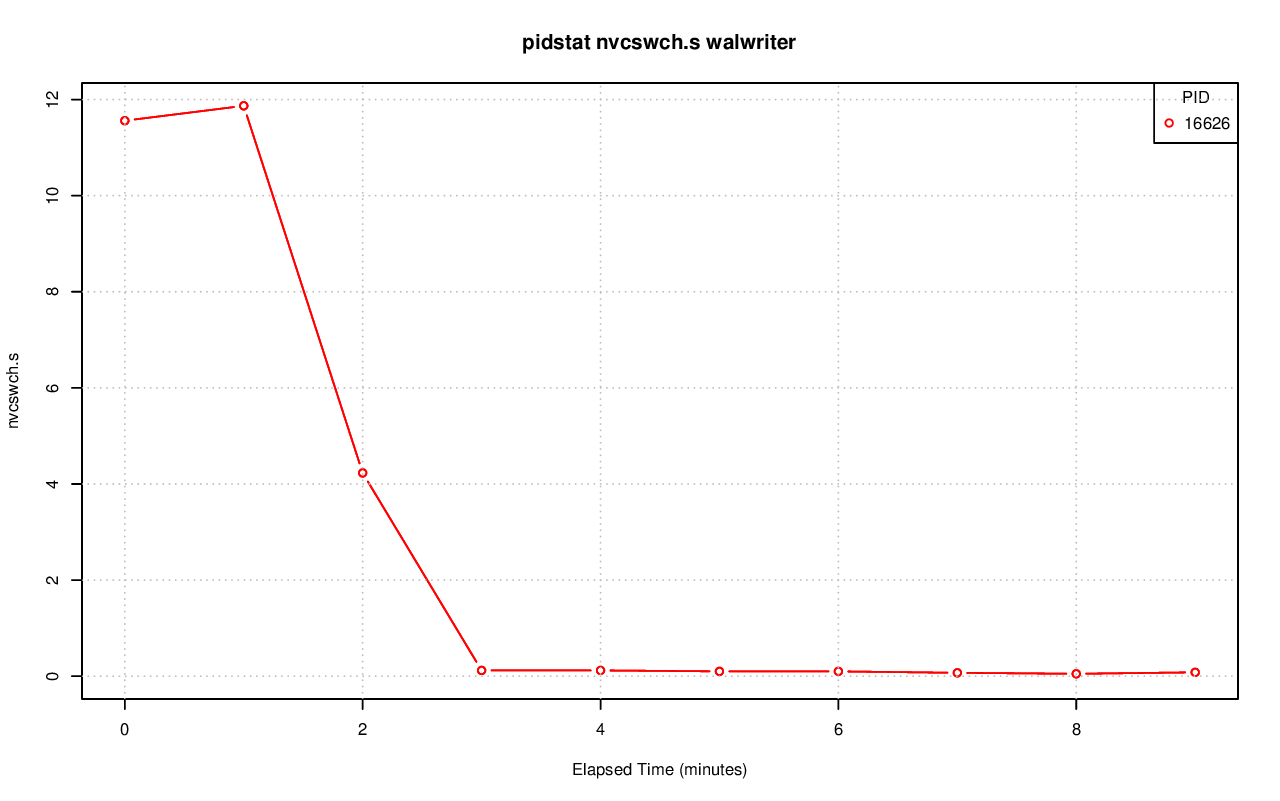 pidstat nvcswch.s walwriter
PID
16626
12
10
8
6
4
2
0
nvcswch.s
0 2 4 6 8
Elapsed Time (minutes)